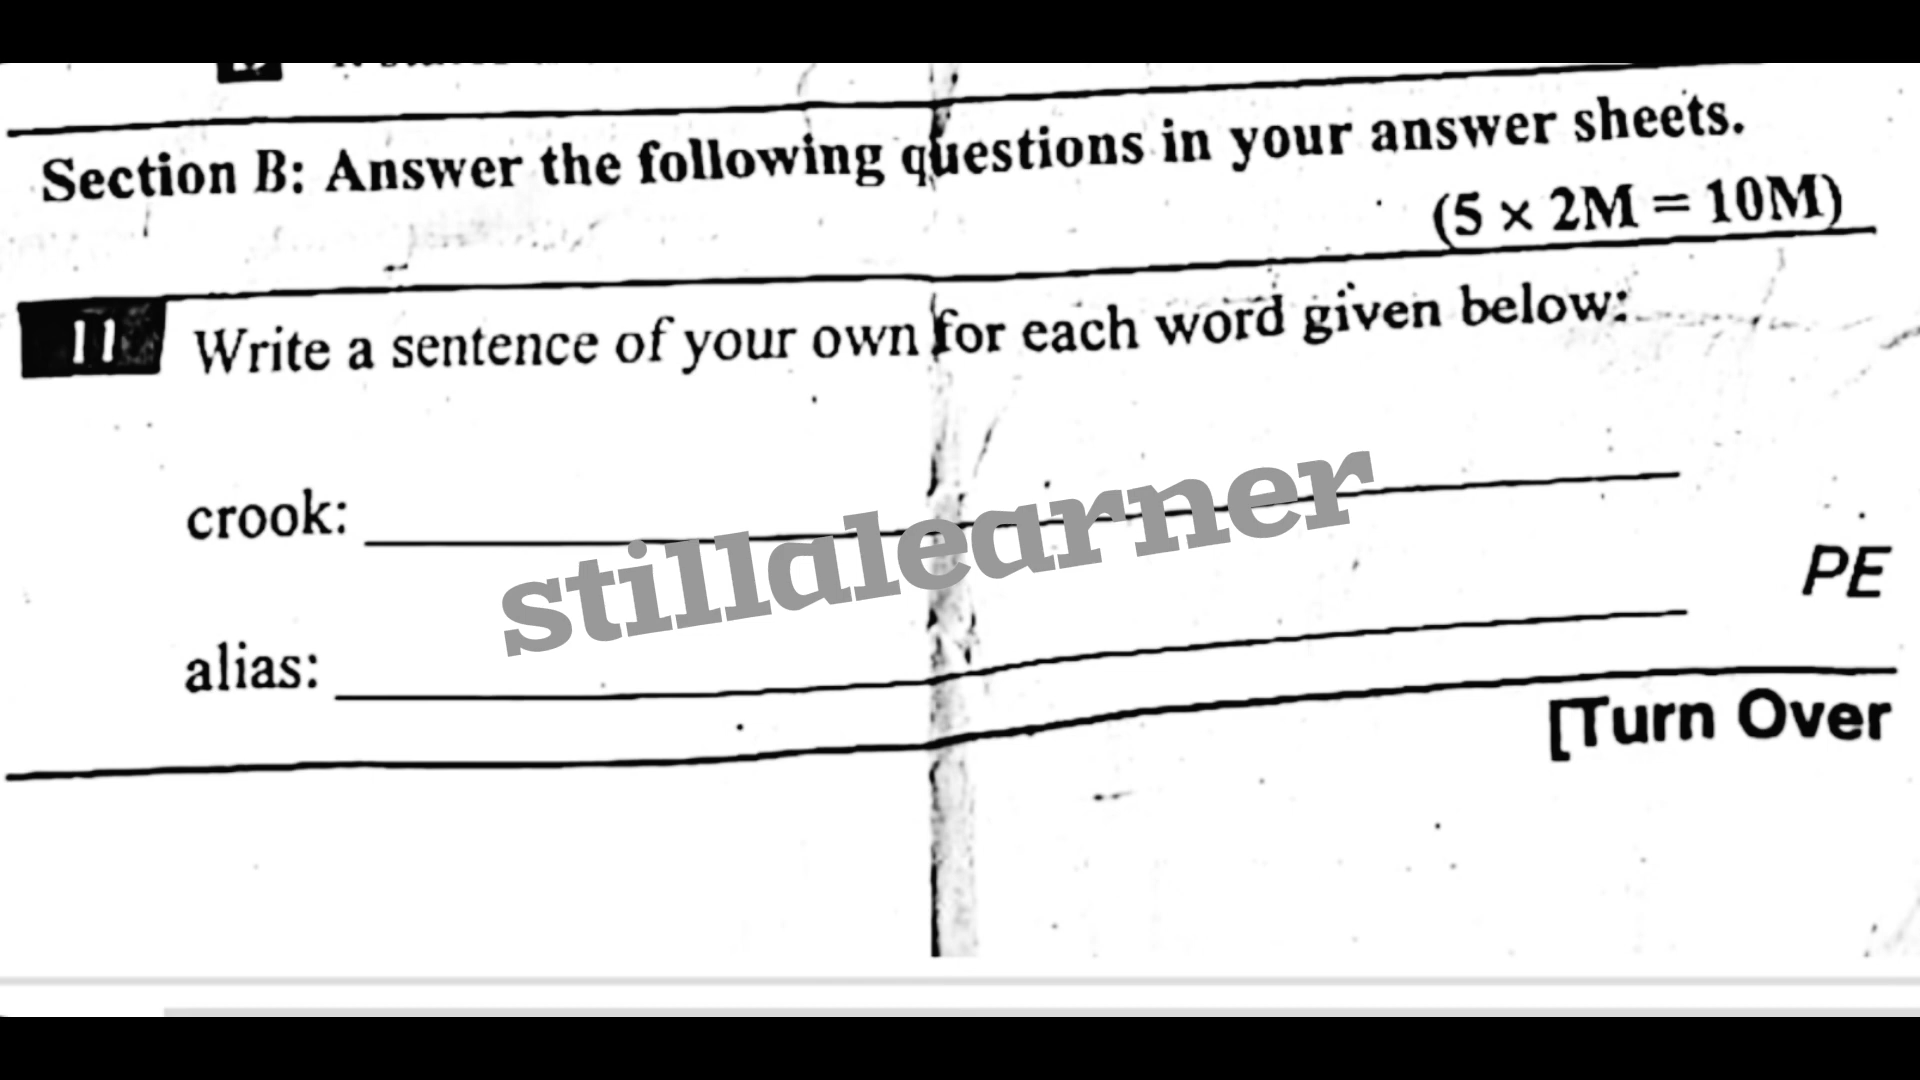 Section B: Answer the following questions in your answer sheets.
(5 × 2M = 10M)
11 Write a sentence of your own for each word given below:
crook:
stillalearner
alias:
PE
[Turn Over